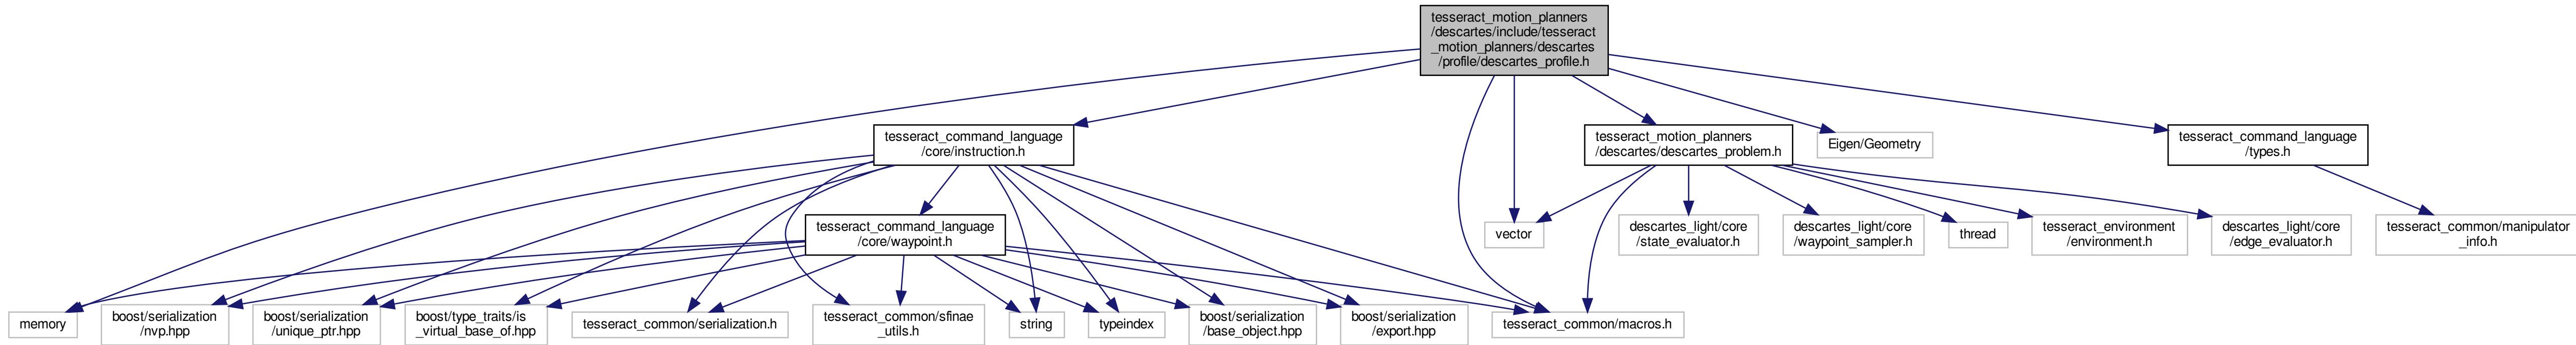 tesseract_motion_planners
/descartes/include/tesseract
_motion_planners/descartes
/profile/descartes_profile.h
tesseract_command_language
/core/instruction.h
tesseract_motion_planners
/descartes/descartes_problem.h
Eigen/Geometry
tesseract_command_language
/types.h
tesseract_command_language
/core/waypoint.h
vector
descartes_light/core
/state_evaluator.h
descartes_light/core
/waypoint_sampler.h
thread
tesseract_environment
/environment.h
descartes_light/core
/edge_evaluator.h
tesseract_common/manipulator
_info.h
memory
boost/serialization
/nvp.hpp
boost/serialization
/unique_ptr.hpp
boost/type_traits/is
_virtual_base_of.hpp
tesseract_common/serialization.h
tesseract_common/sfinae
_utils.h
string
typeindex
boost/serialization
/base_object.hpp
boost/serialization
/export.hpp
tesseract_common/macros.h